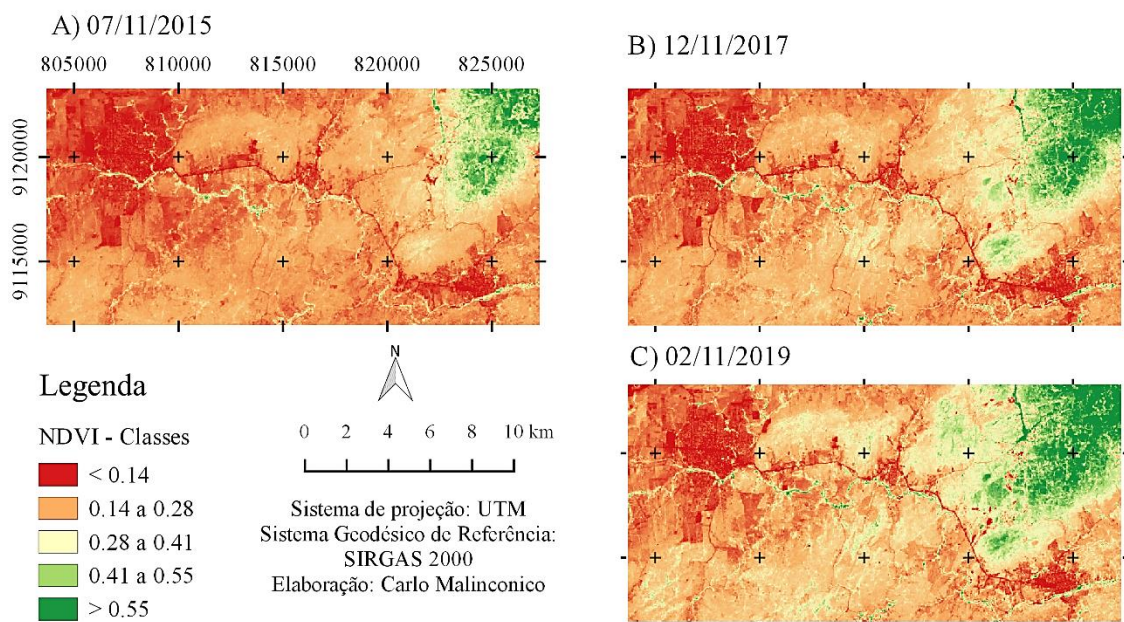 A) 07/11/2015
805000 810000 815000 820000 825000
9120000
9115000
B) 12/11/2017
C) 02/11/2019
Legenda
NDVI - Classes
< 0.14
0.14 a 0.28
0.28 a 0.41
0.41 a 0.55
> 0.55
N
0 2 4 6 8 10 km
Sistema de projeção: UTM
Sistema Geodésico de Referência:
SIRGAS 2000
Elaboração: Carlo Malinconico